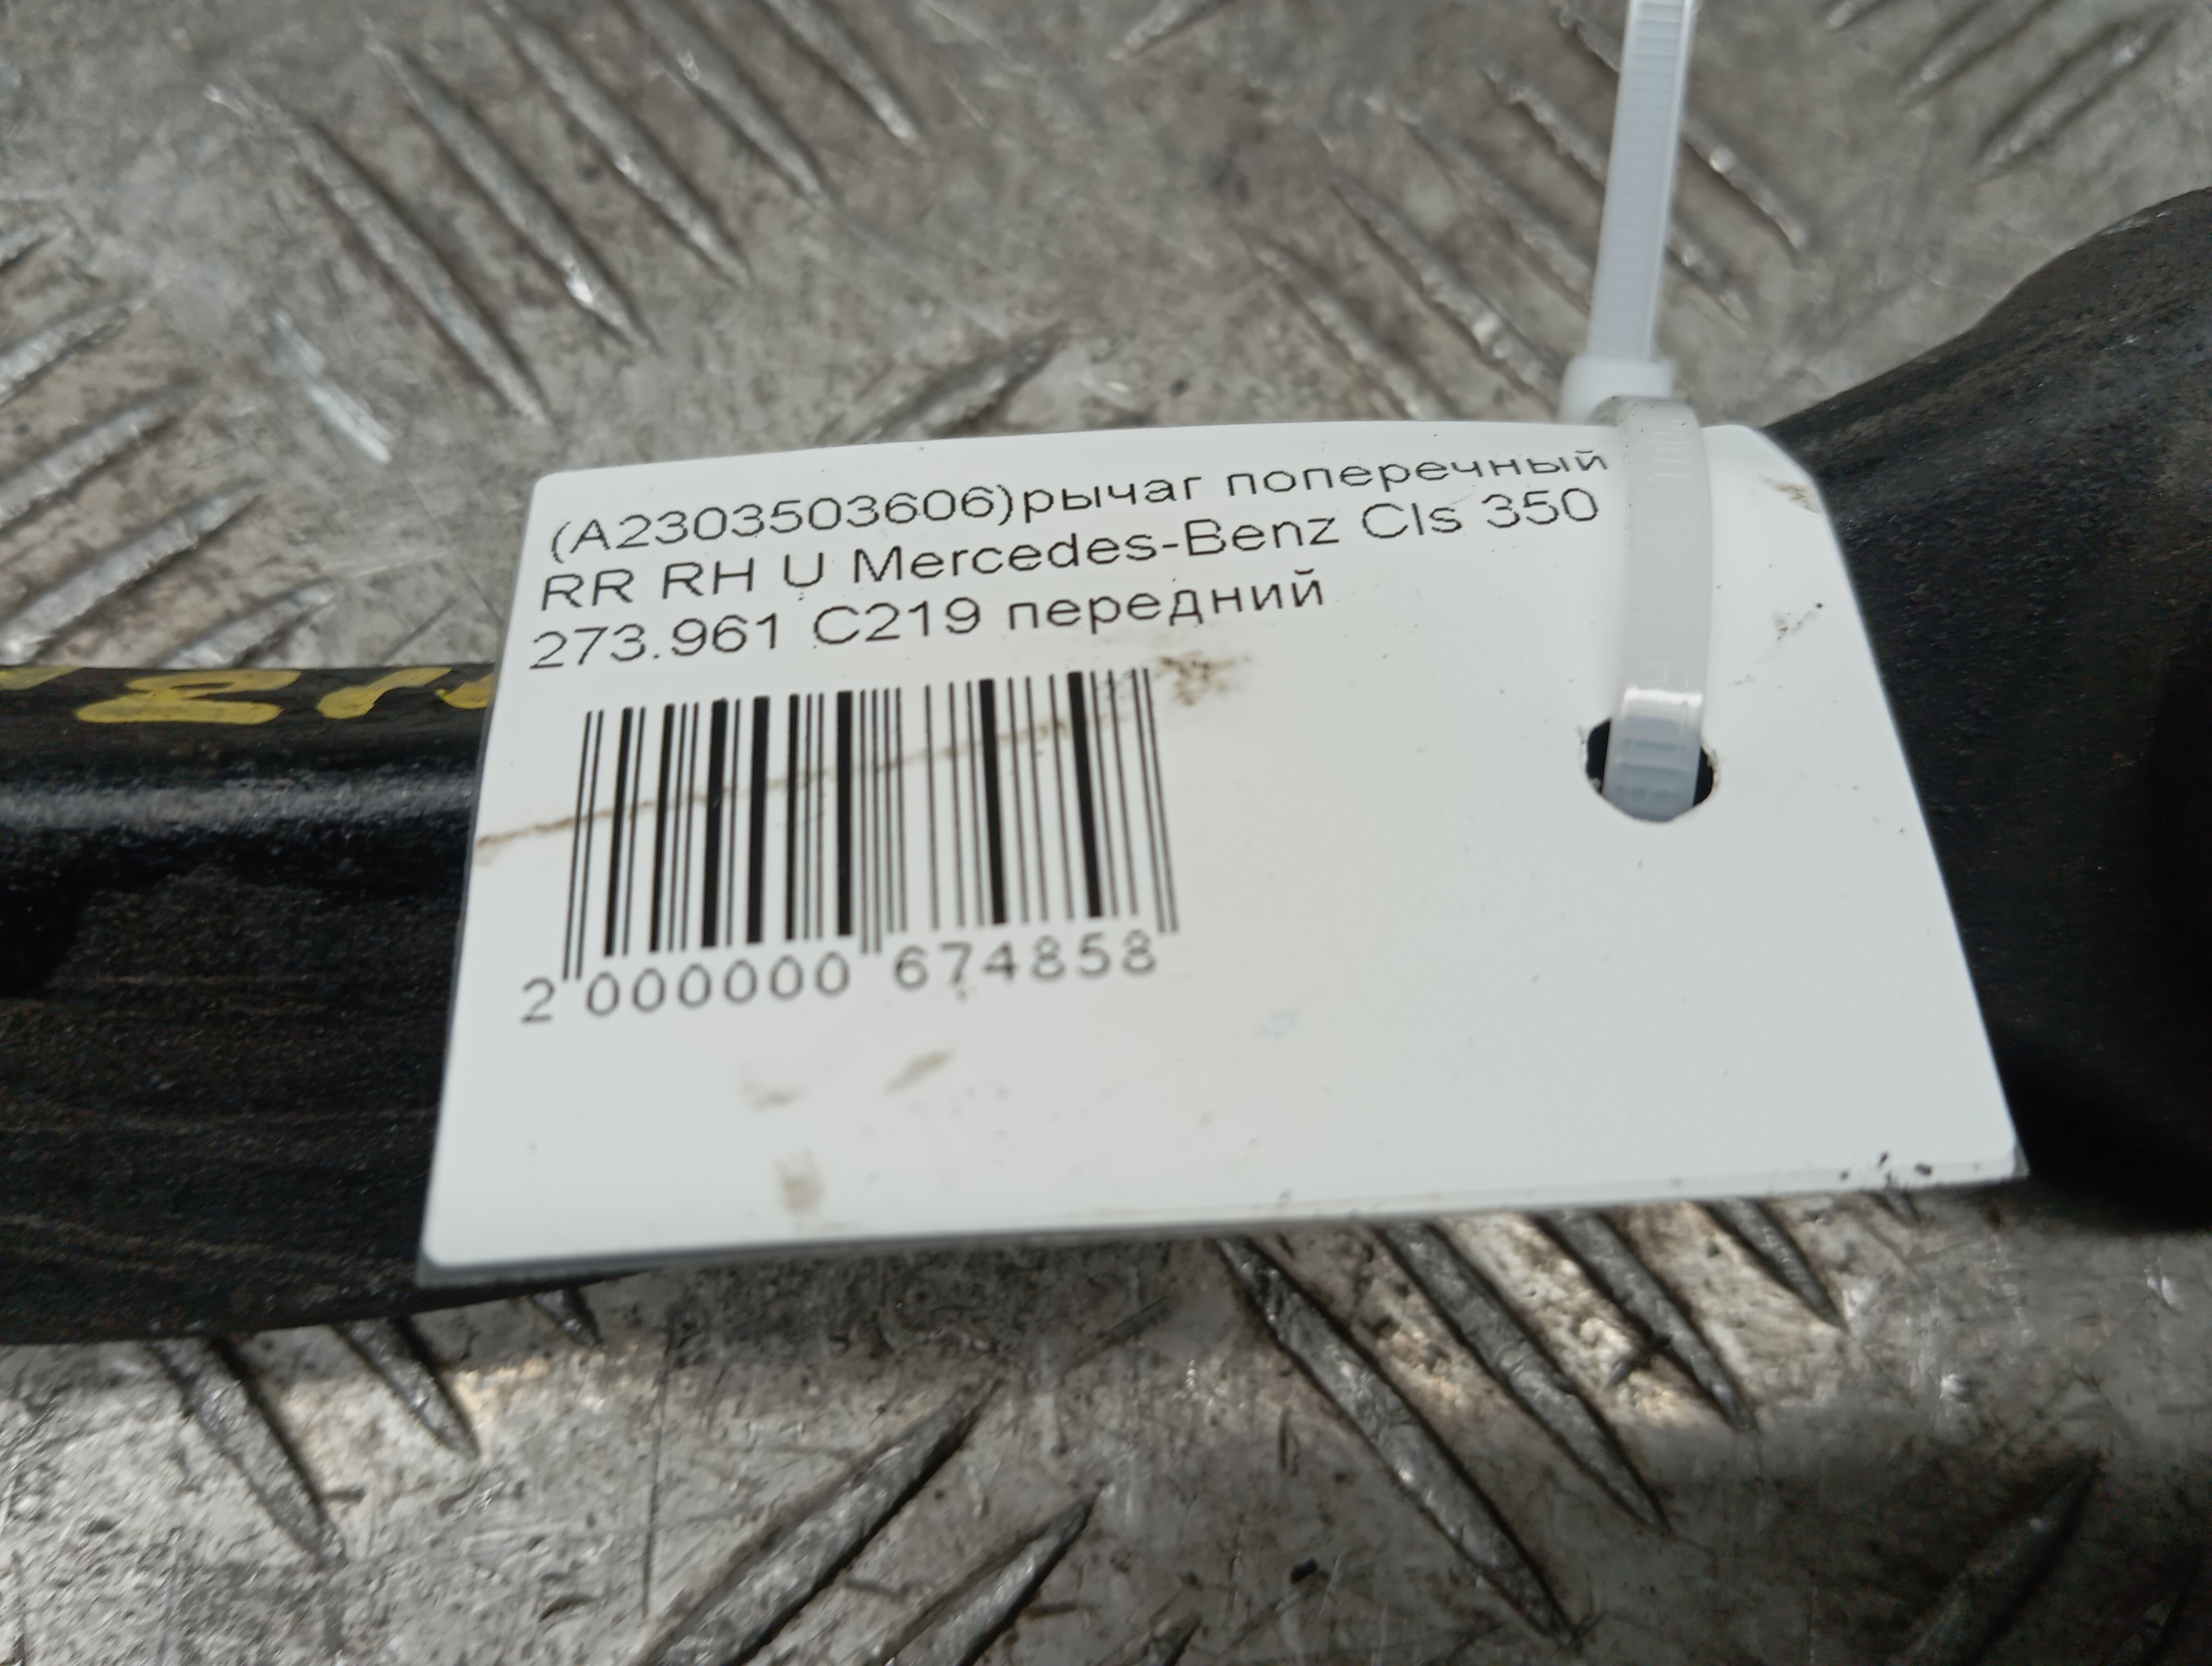 (A2303503606)рычаг поперечный
RR RH U Mercedes-Benz Cls 350
273.961 C219 передний
2 000000 674858